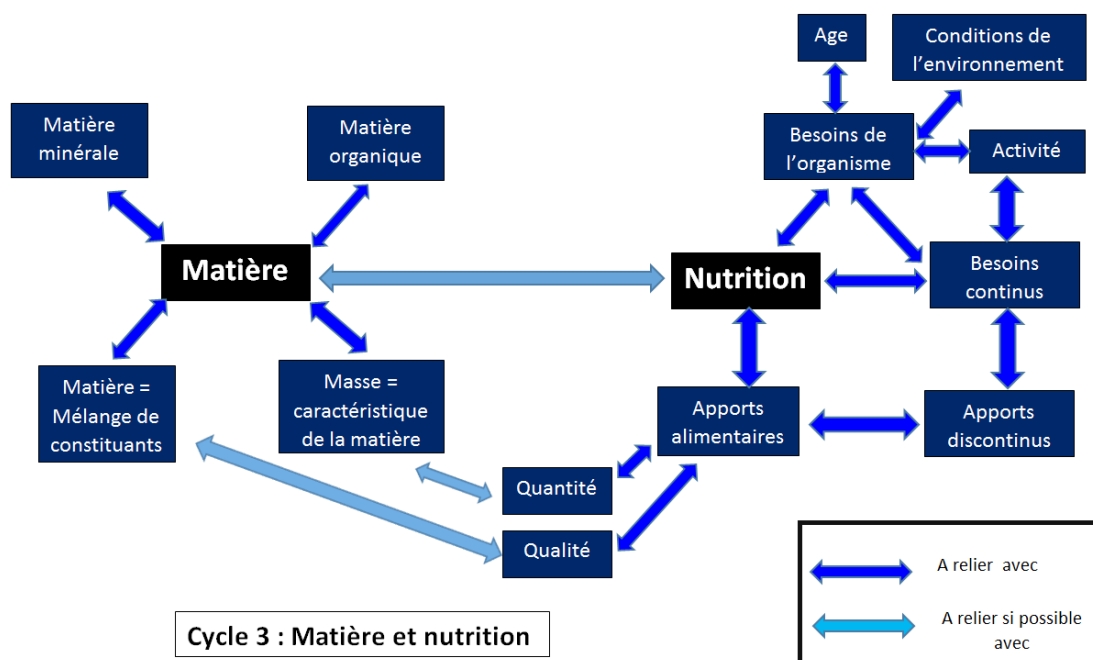 Age
Conditions de
l'environnement
Matière
minérale
Matière
organique
Besoins de
l'organisme
Activité
Matière
Nutrition
Besoins
continus
Matière =
Mélange de
constituants
Masse =
caractéristique
de la matière
Apports
alimentaires
Apports
discontinus
Quantité
Qualité
A relier avec
A relier si possible
avec
Cycle 3 : Matière et nutrition